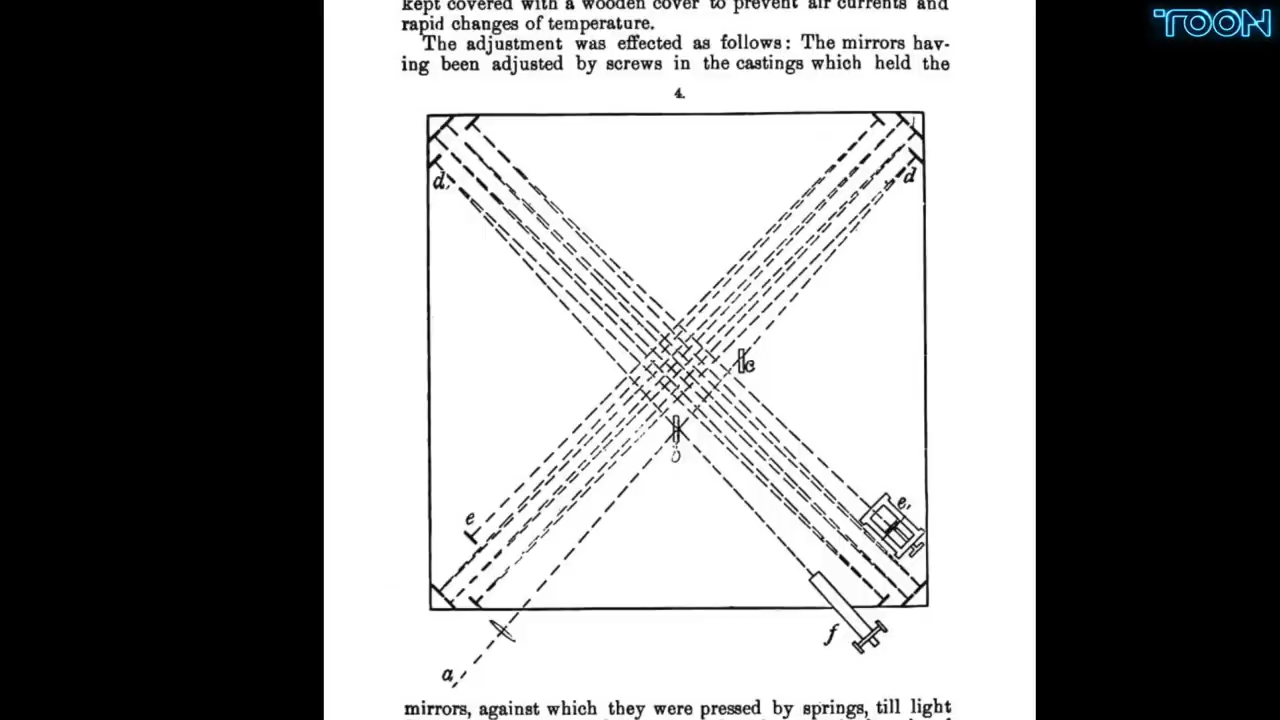 kept covered with a wooden cover to prevent air currents and
rapid changes of temperature.
TOON
The adjustment was effected as follows: The mirrors hav-
ing been adjusted by screws in the castings which held the
4.
d,
d
c
b
e
e,
f
a
mirrors, against which they were pressed by springs, till light